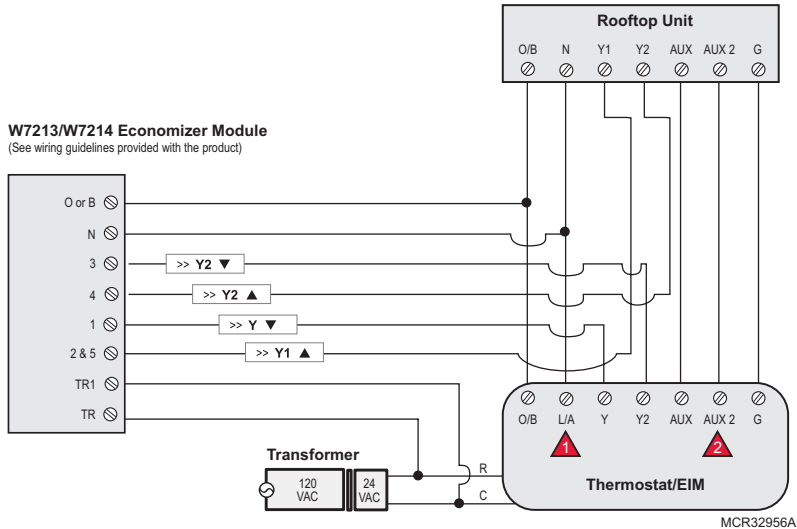 Rooftop Unit
O/B N Y1 Y2 AUX AUX 2 G
W7213/W7214 Economizer Module
(See wiring guidelines provided with the product)
O or B
N
3 >> Y2 ▼
4 >> Y2 ▲
1 >> Y ▼
2 & 5 >> Y1 ▲
TR1
TR
O/B L/A Y Y2 AUX AUX 2 G
1 2
Transformer
120 VAC
24 VAC
R
C
Thermostat/EIM
MCR32956A